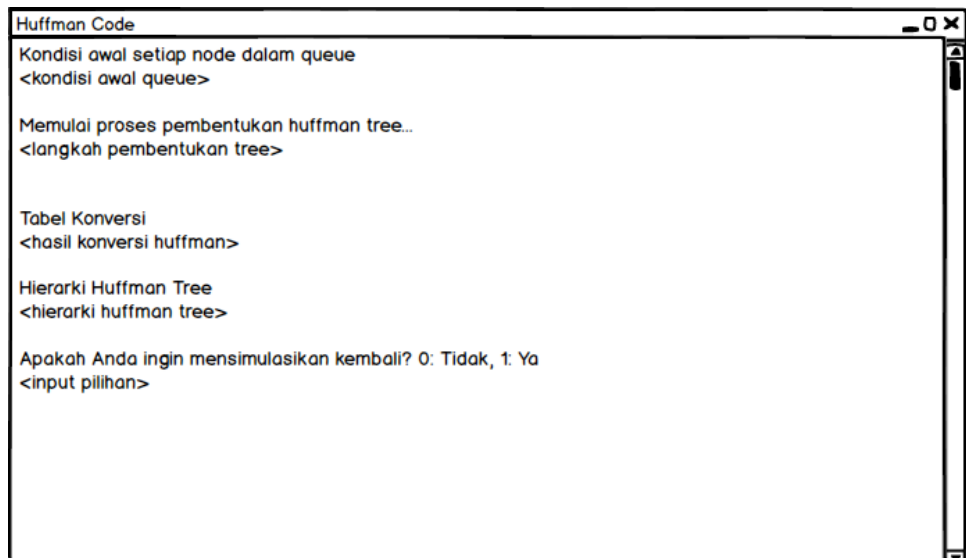 Huffman Code
Kondisi awal setiap node dalam queue
<kondisi awal queue>
Memulai proses pembentukan huffman tree...
<langkah pembentukan tree>
Tabel Konversi
<hasil konversi huffman>
Hierarki Huffman Tree
<hierarki huffman tree>
Apakah Anda ingin mensimulasikan kembali? 0: Tidak, 1: Ya
<input pilihan>